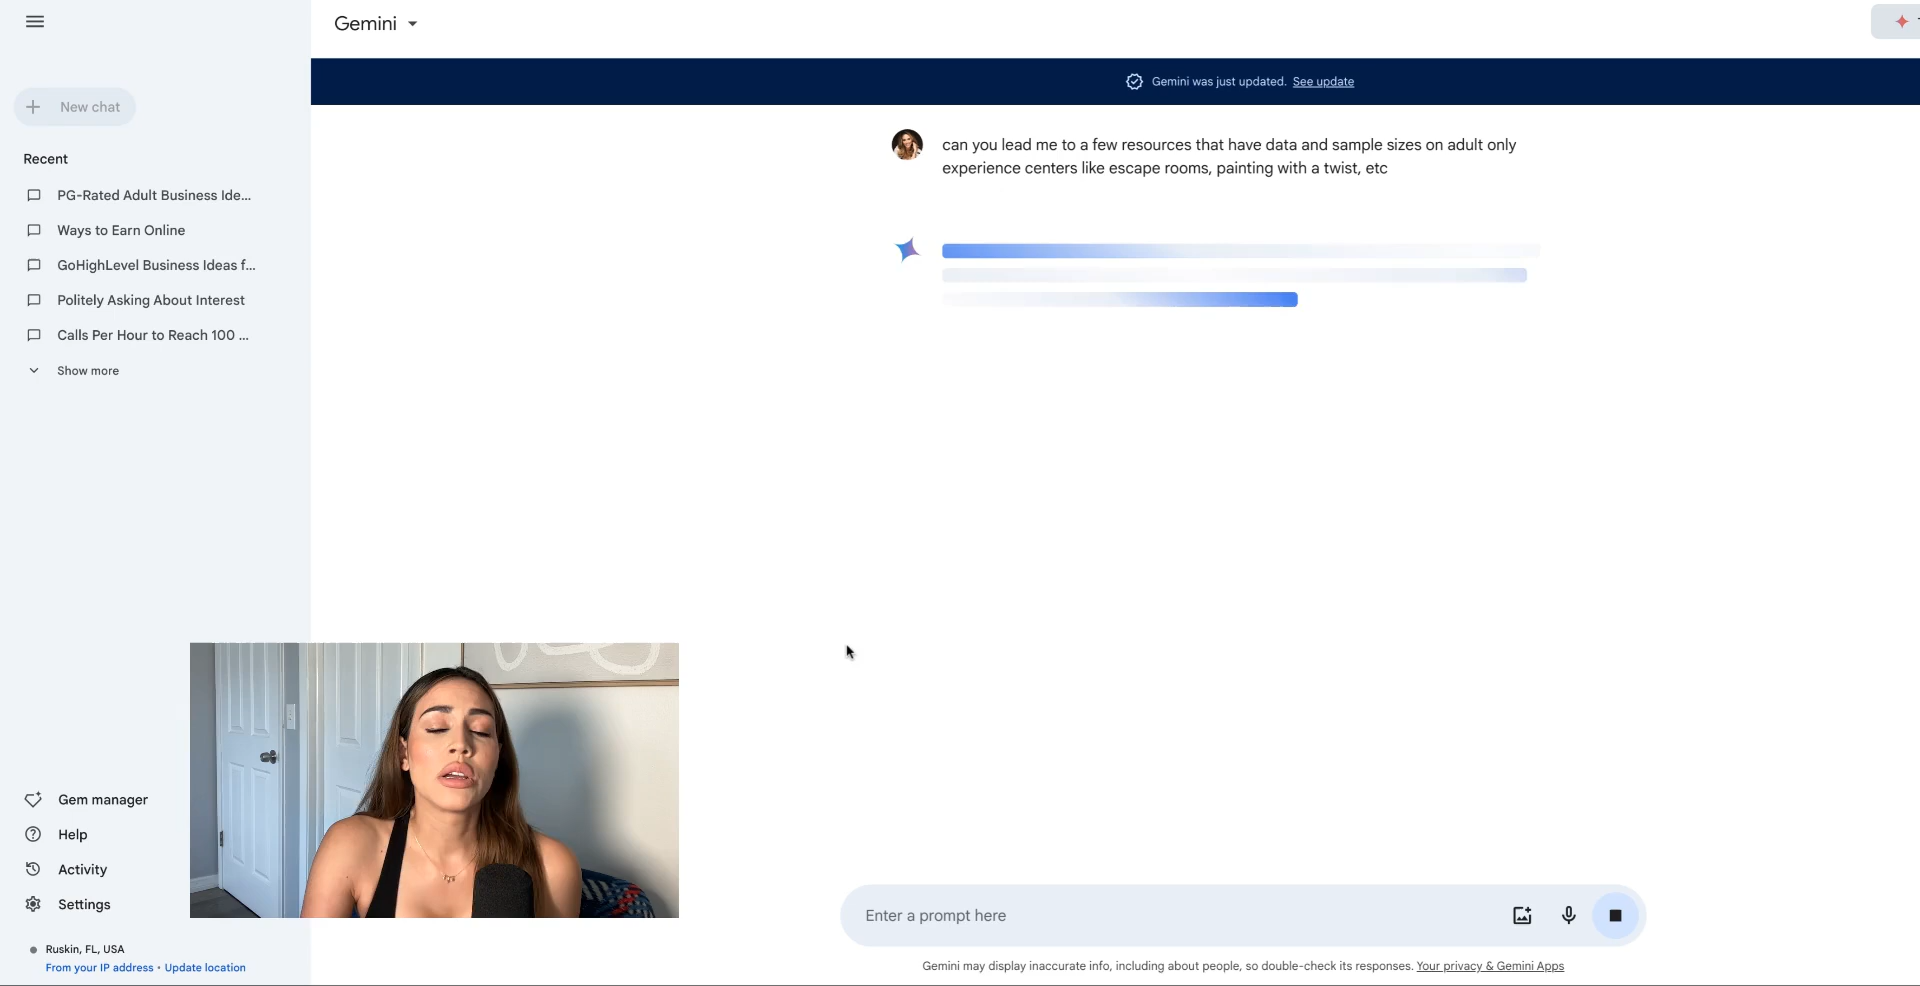 Gemini
Gemini was just updated. See update
New chat
Recent
PG-Rated Adult Business Ide...
Ways to Earn Online
GoHighLevel Business Ideas f...
Politely Asking About Interest
Calls Per Hour to Reach 100 ...
Show more
can you lead me to a few resources that have data and sample sizes on adult only
experience centers like escape rooms, painting with a twist, etc
Gem manager
Help
Activity
Settings
Ruskin, FL, USA
From your IP address • Update location
Enter a prompt here
Gemini may display inaccurate info, including about people, so double-check its responses. Your privacy & Gemini Apps